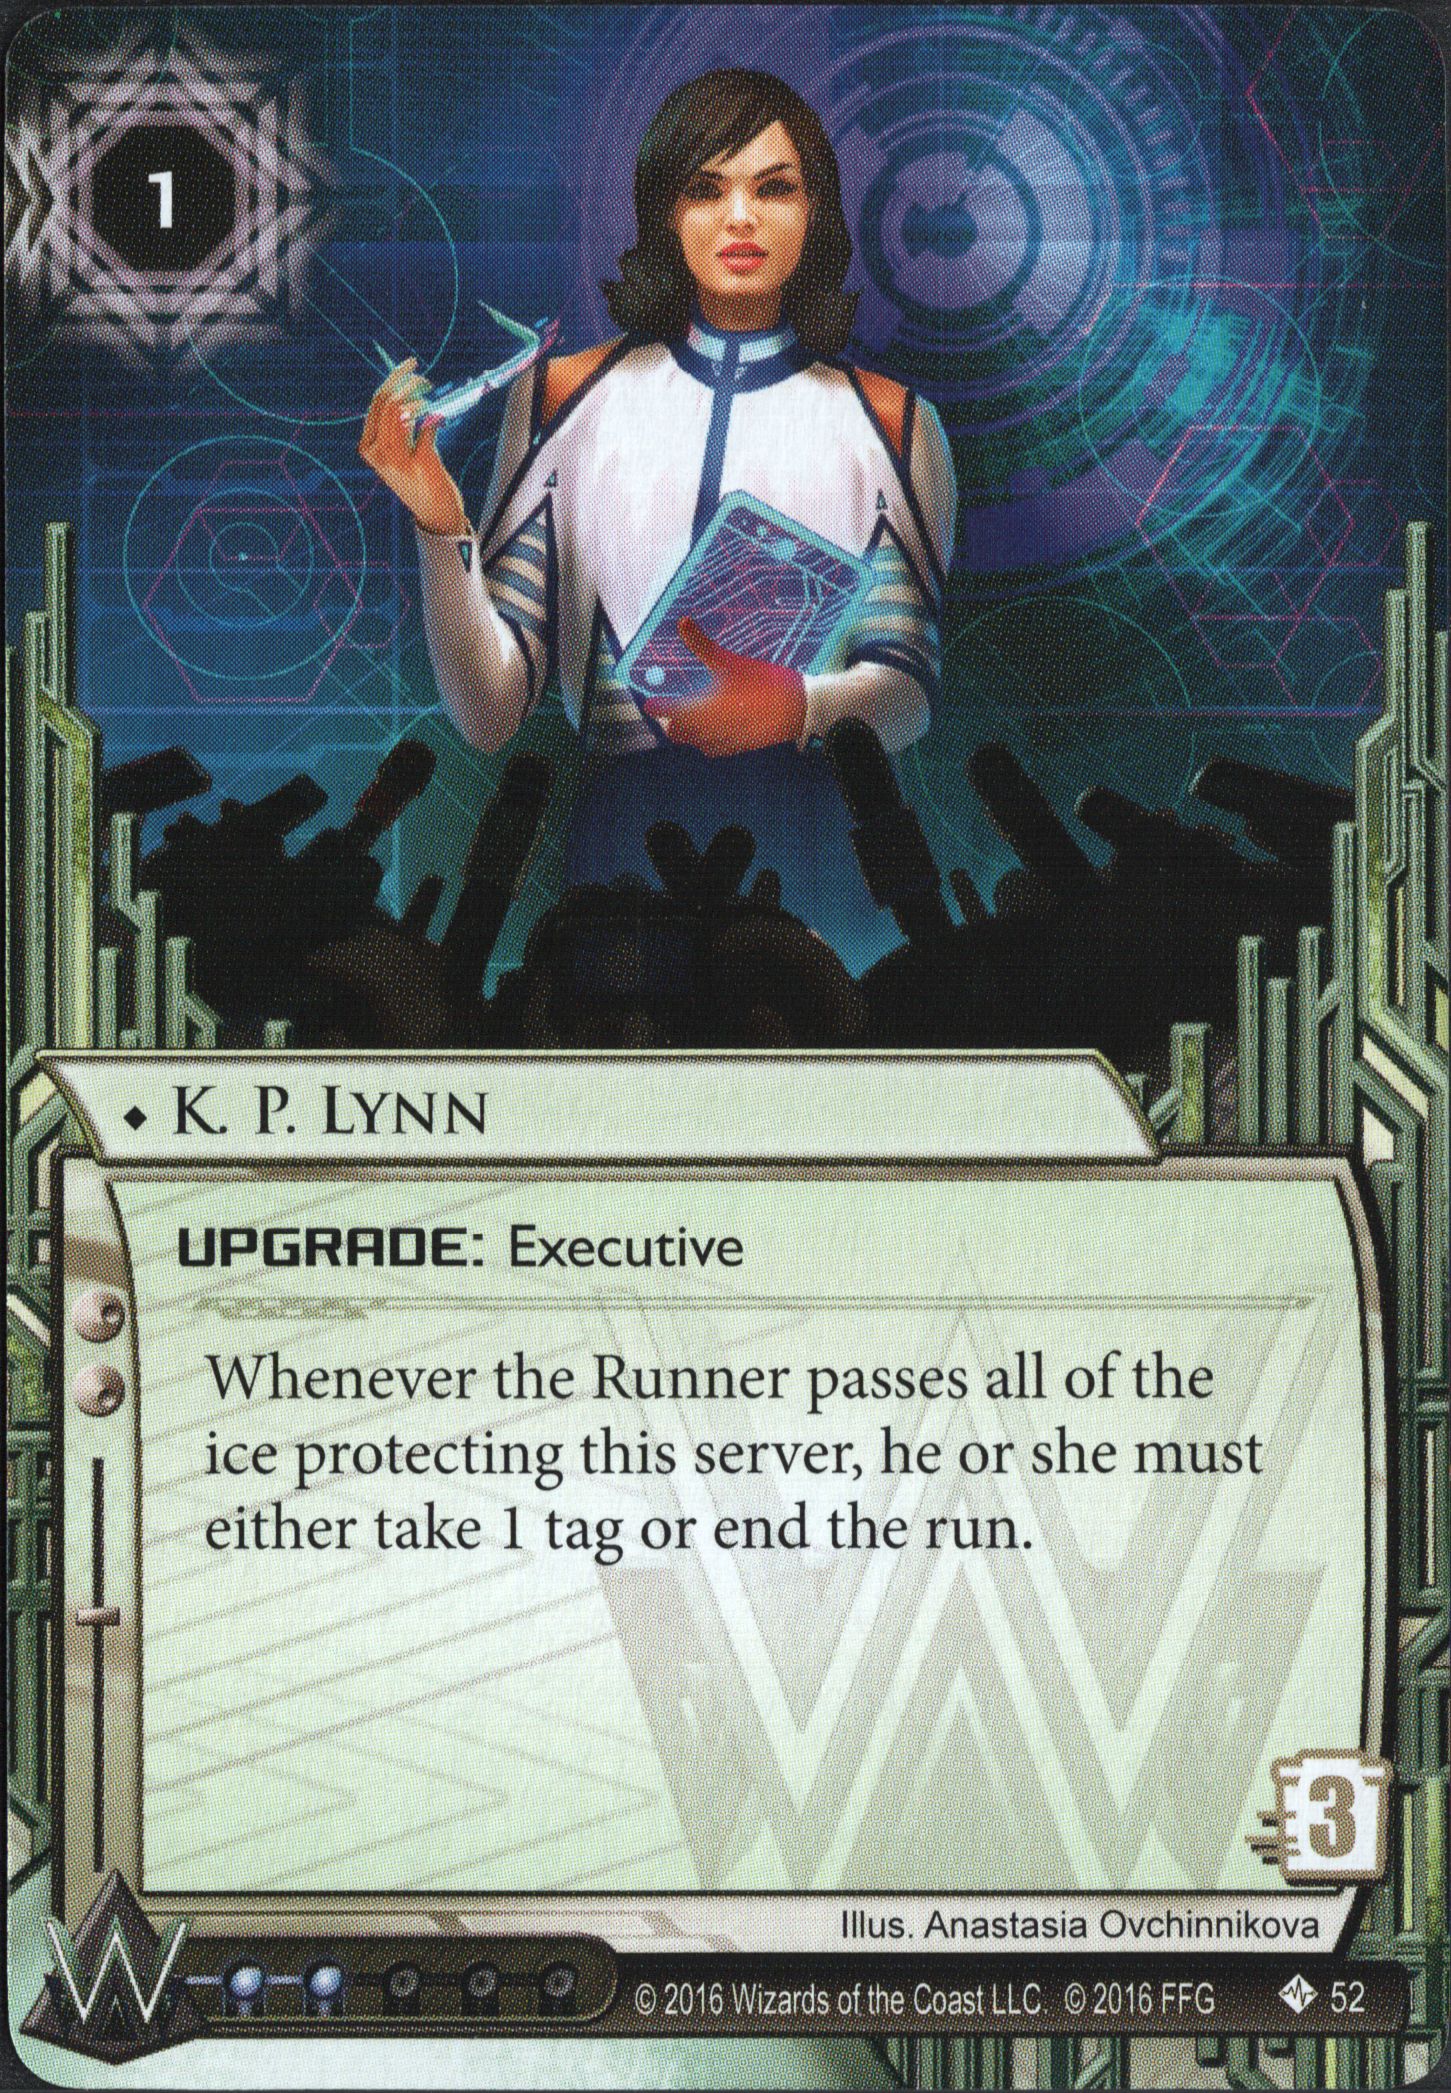 1
◆ K. P. Lynn
UPGRADE: Executive
Whenever the Runner passes all of the
ice protecting this server, he or she must
either take 1 tag or end the run.
3
Illus. Anastasia Ovchinnikova
© 2016 Wizards of the Coast LLC. © 2016 FFG 52